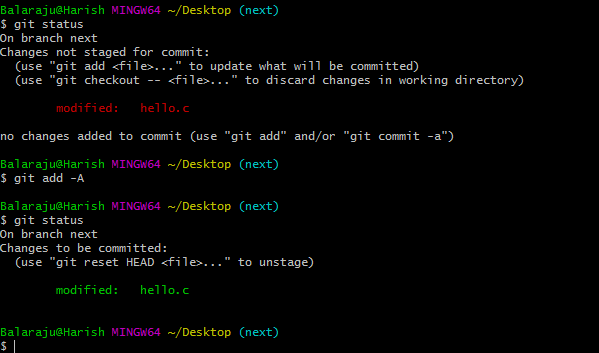 Balaraju@Harish MINGW64 ~/Desktop (next)
$ git status
On branch next
Changes not staged for commit:
  (use "git add <file>..." to update what will be committed)
  (use "git checkout -- <file>..." to discard changes in working directory)

        modified:   hello.c

no changes added to commit (use "git add" and/or "git commit -a")

Balaraju@Harish MINGW64 ~/Desktop (next)
$ git add -A

Balaraju@Harish MINGW64 ~/Desktop (next)
$ git status
On branch next
Changes to be committed:
  (use "git reset HEAD <file>..." to unstage)

        modified:   hello.c


Balaraju@Harish MINGW64 ~/Desktop (next)
$